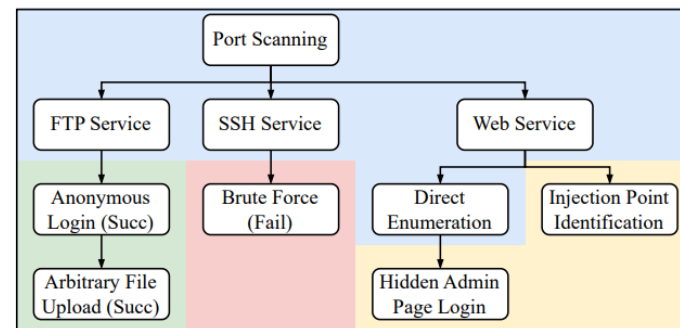 Port Scanning
FTP Service
SSH Service
Web Service
Anonymous
Login (Succ)
Brute Force
(Fail)
Direct
Enumeration
Injection Point
Identification
Arbitrary File
Upload (Succ)
Hidden Admin
Page Login